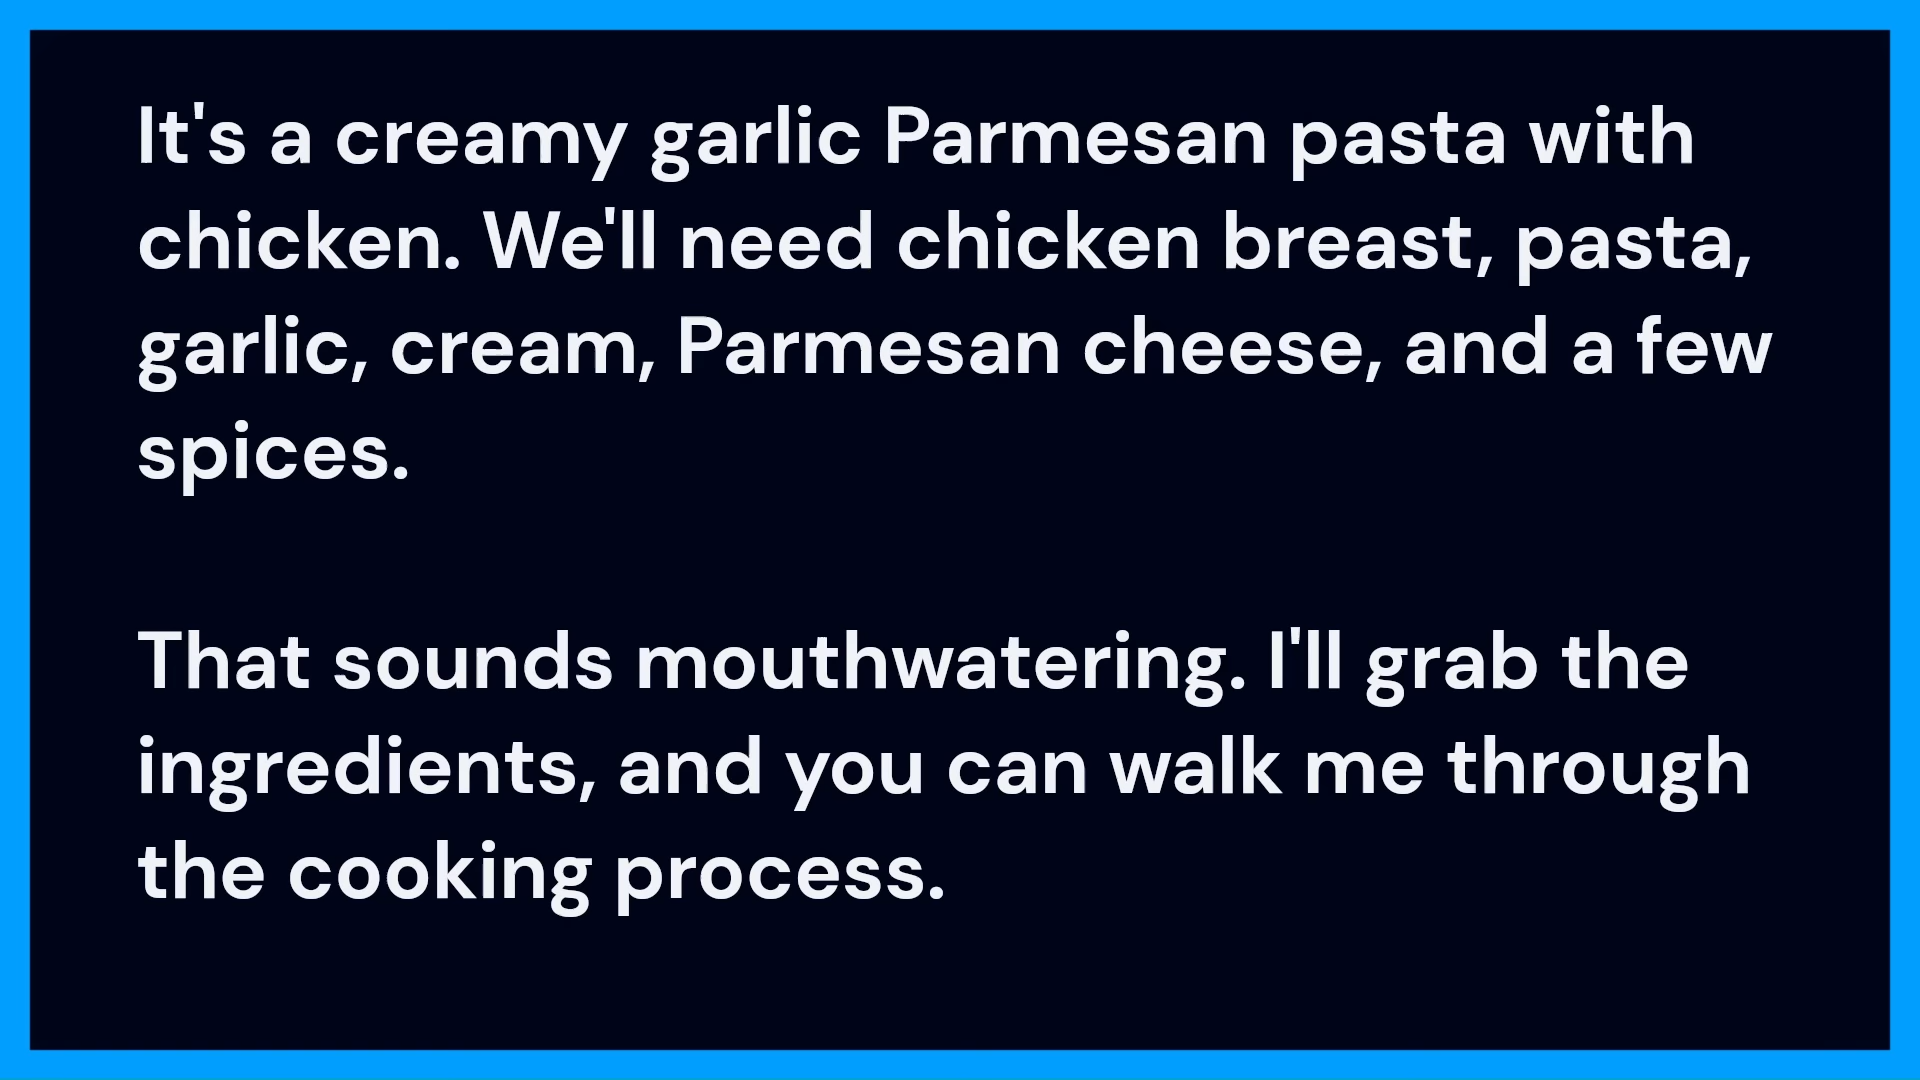 It's a creamy garlic Parmesan pasta with
chicken. We'll need chicken breast, pasta,
garlic, cream, Parmesan cheese, and a few
spices.
That sounds mouthwatering. I'll grab the
ingredients, and you can walk me through
the cooking process.